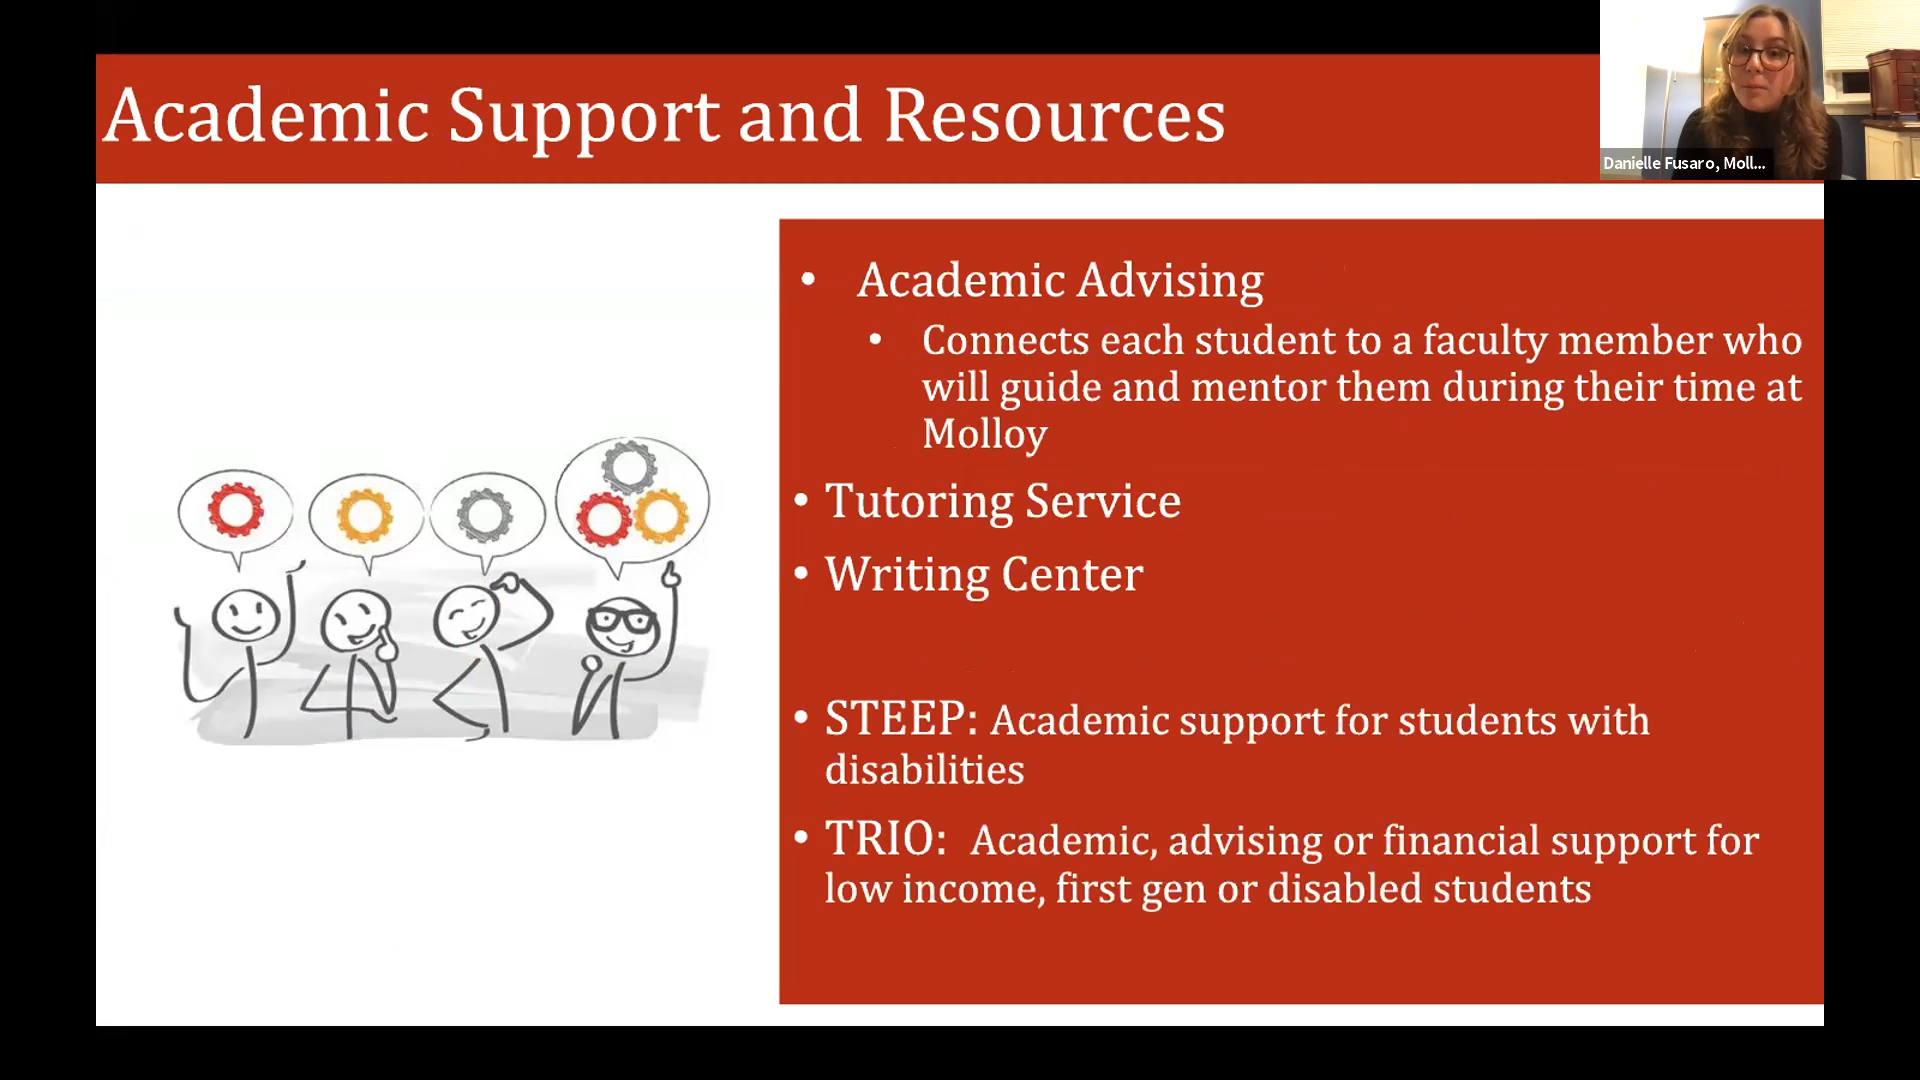 Academic Support and Resources
Danielle Fusaro, Moll...
• Academic Advising
• Connects each student to a faculty member who
will guide and mentor them during their time at
Molloy
• Tutoring Service
• Writing Center
• STEEP: Academic support for students with
disabilities
• TRIO: Academic, advising or financial support for
low income, first gen or disabled students